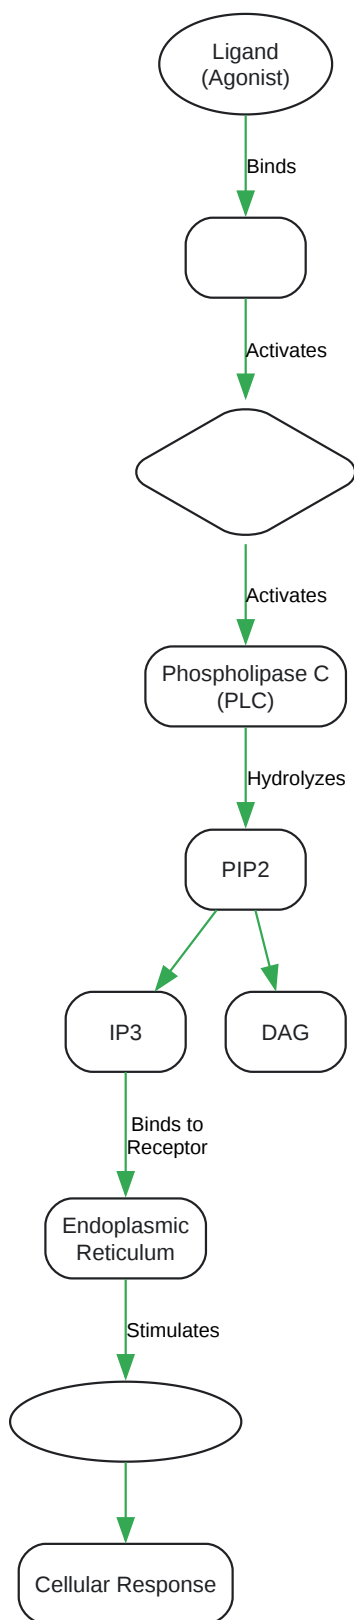 Ligand
(Agonist)
Binds
Activates
Activates
Phospholipase C
(PLC)
Hydrolyzes
PIP2
IP3
DAG
Binds to
Receptor
Endoplasmic
Reticulum
Stimulates
Cellular Response